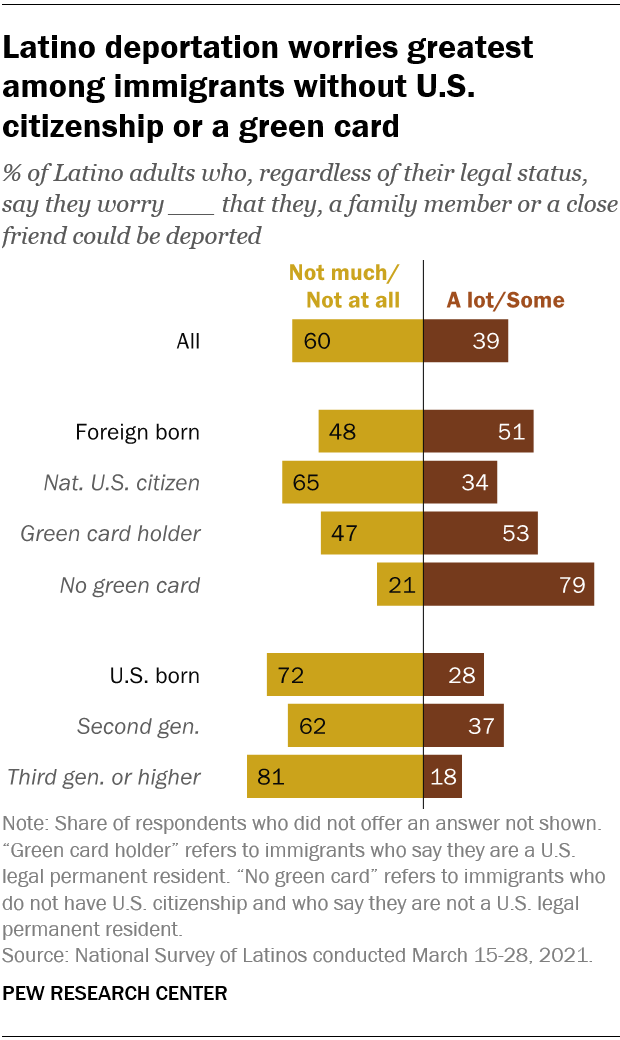 Latino deportation worries greatest
among immigrants without U.S.
citizenship or a green card
% of Latino adults who, regardless of their legal status,
say they worry ___ that they, a family member or a close
friend could be deported
Not much/
Not at all
A lot/Some
All 60 39
Foreign born 48 51
Nat. U.S. citizen 65 34
Green card holder 47 53
No green card 21 79
U.S. born 72 28
Second gen. 62 37
Third gen. or higher 81 18
Note: Share of respondents who did not offer an answer not shown.
“Green card holder” refers to immigrants who say they are a U.S.
legal permanent resident. “No green card” refers to immigrants who
do not have U.S. citizenship and who say they are not a U.S. legal
permanent resident.
Source: National Survey of Latinos conducted March 15-28, 2021.
PEW RESEARCH CENTER